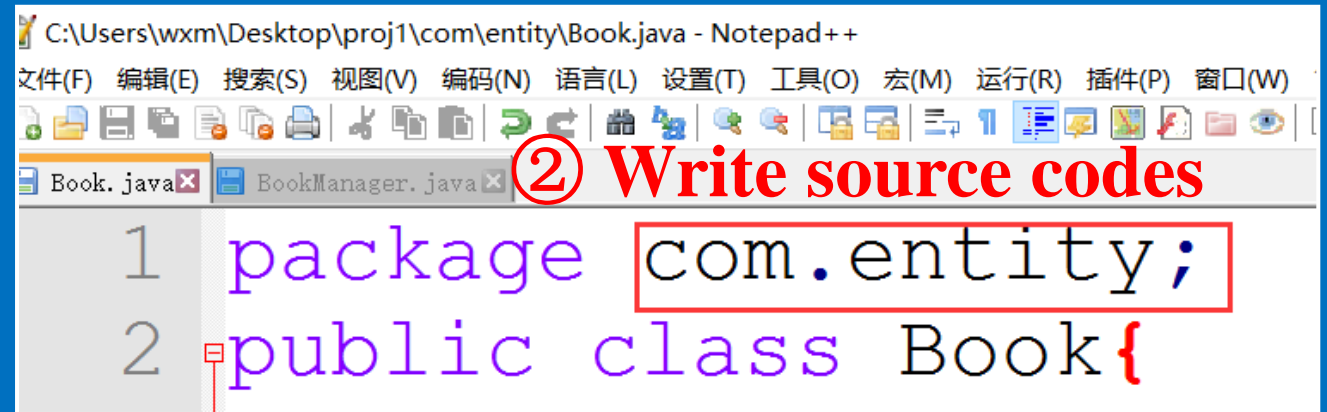 C:\Users\wxm\Desktop\proj1\com\entity\Book.java - Notepad++
文件(F) 编辑(E) 搜索(S) 视图(V) 编码(N) 语言(L) 设置(T) 工具(O) 宏(M) 运行(R) 插件(P) 窗口(W)
Book.java BookManager.java
② Write source codes
1 package com.entity;
2 public class Book{